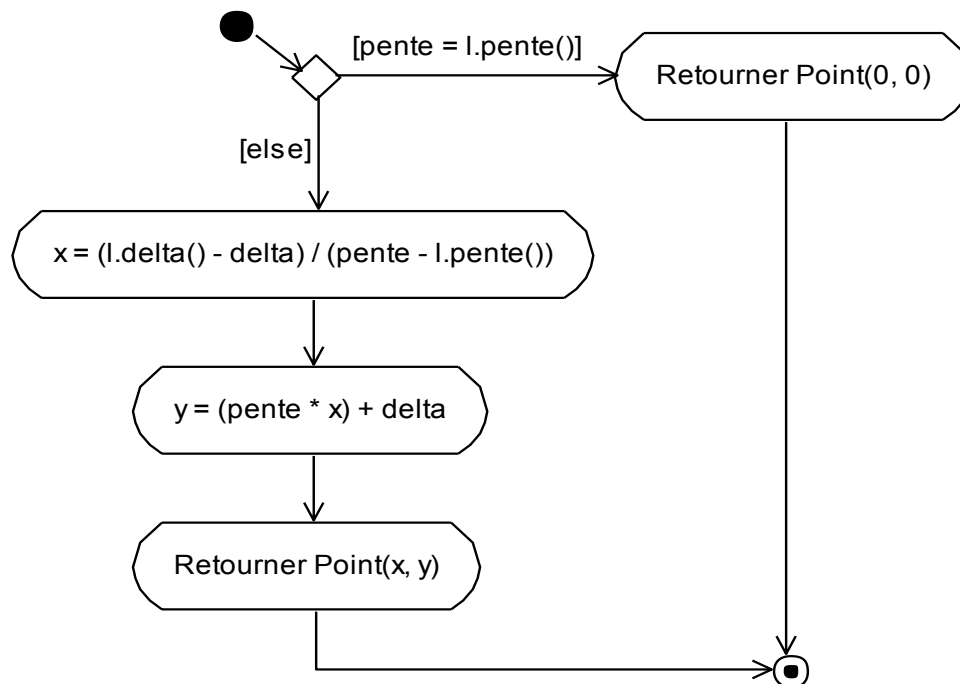 [pente = l.pente()]
Retourner Point(0, 0)
[else]
x = (l.delta() - delta) / (pente - l.pente())
y = (pente * x) + delta
Retourner Point(x, y)